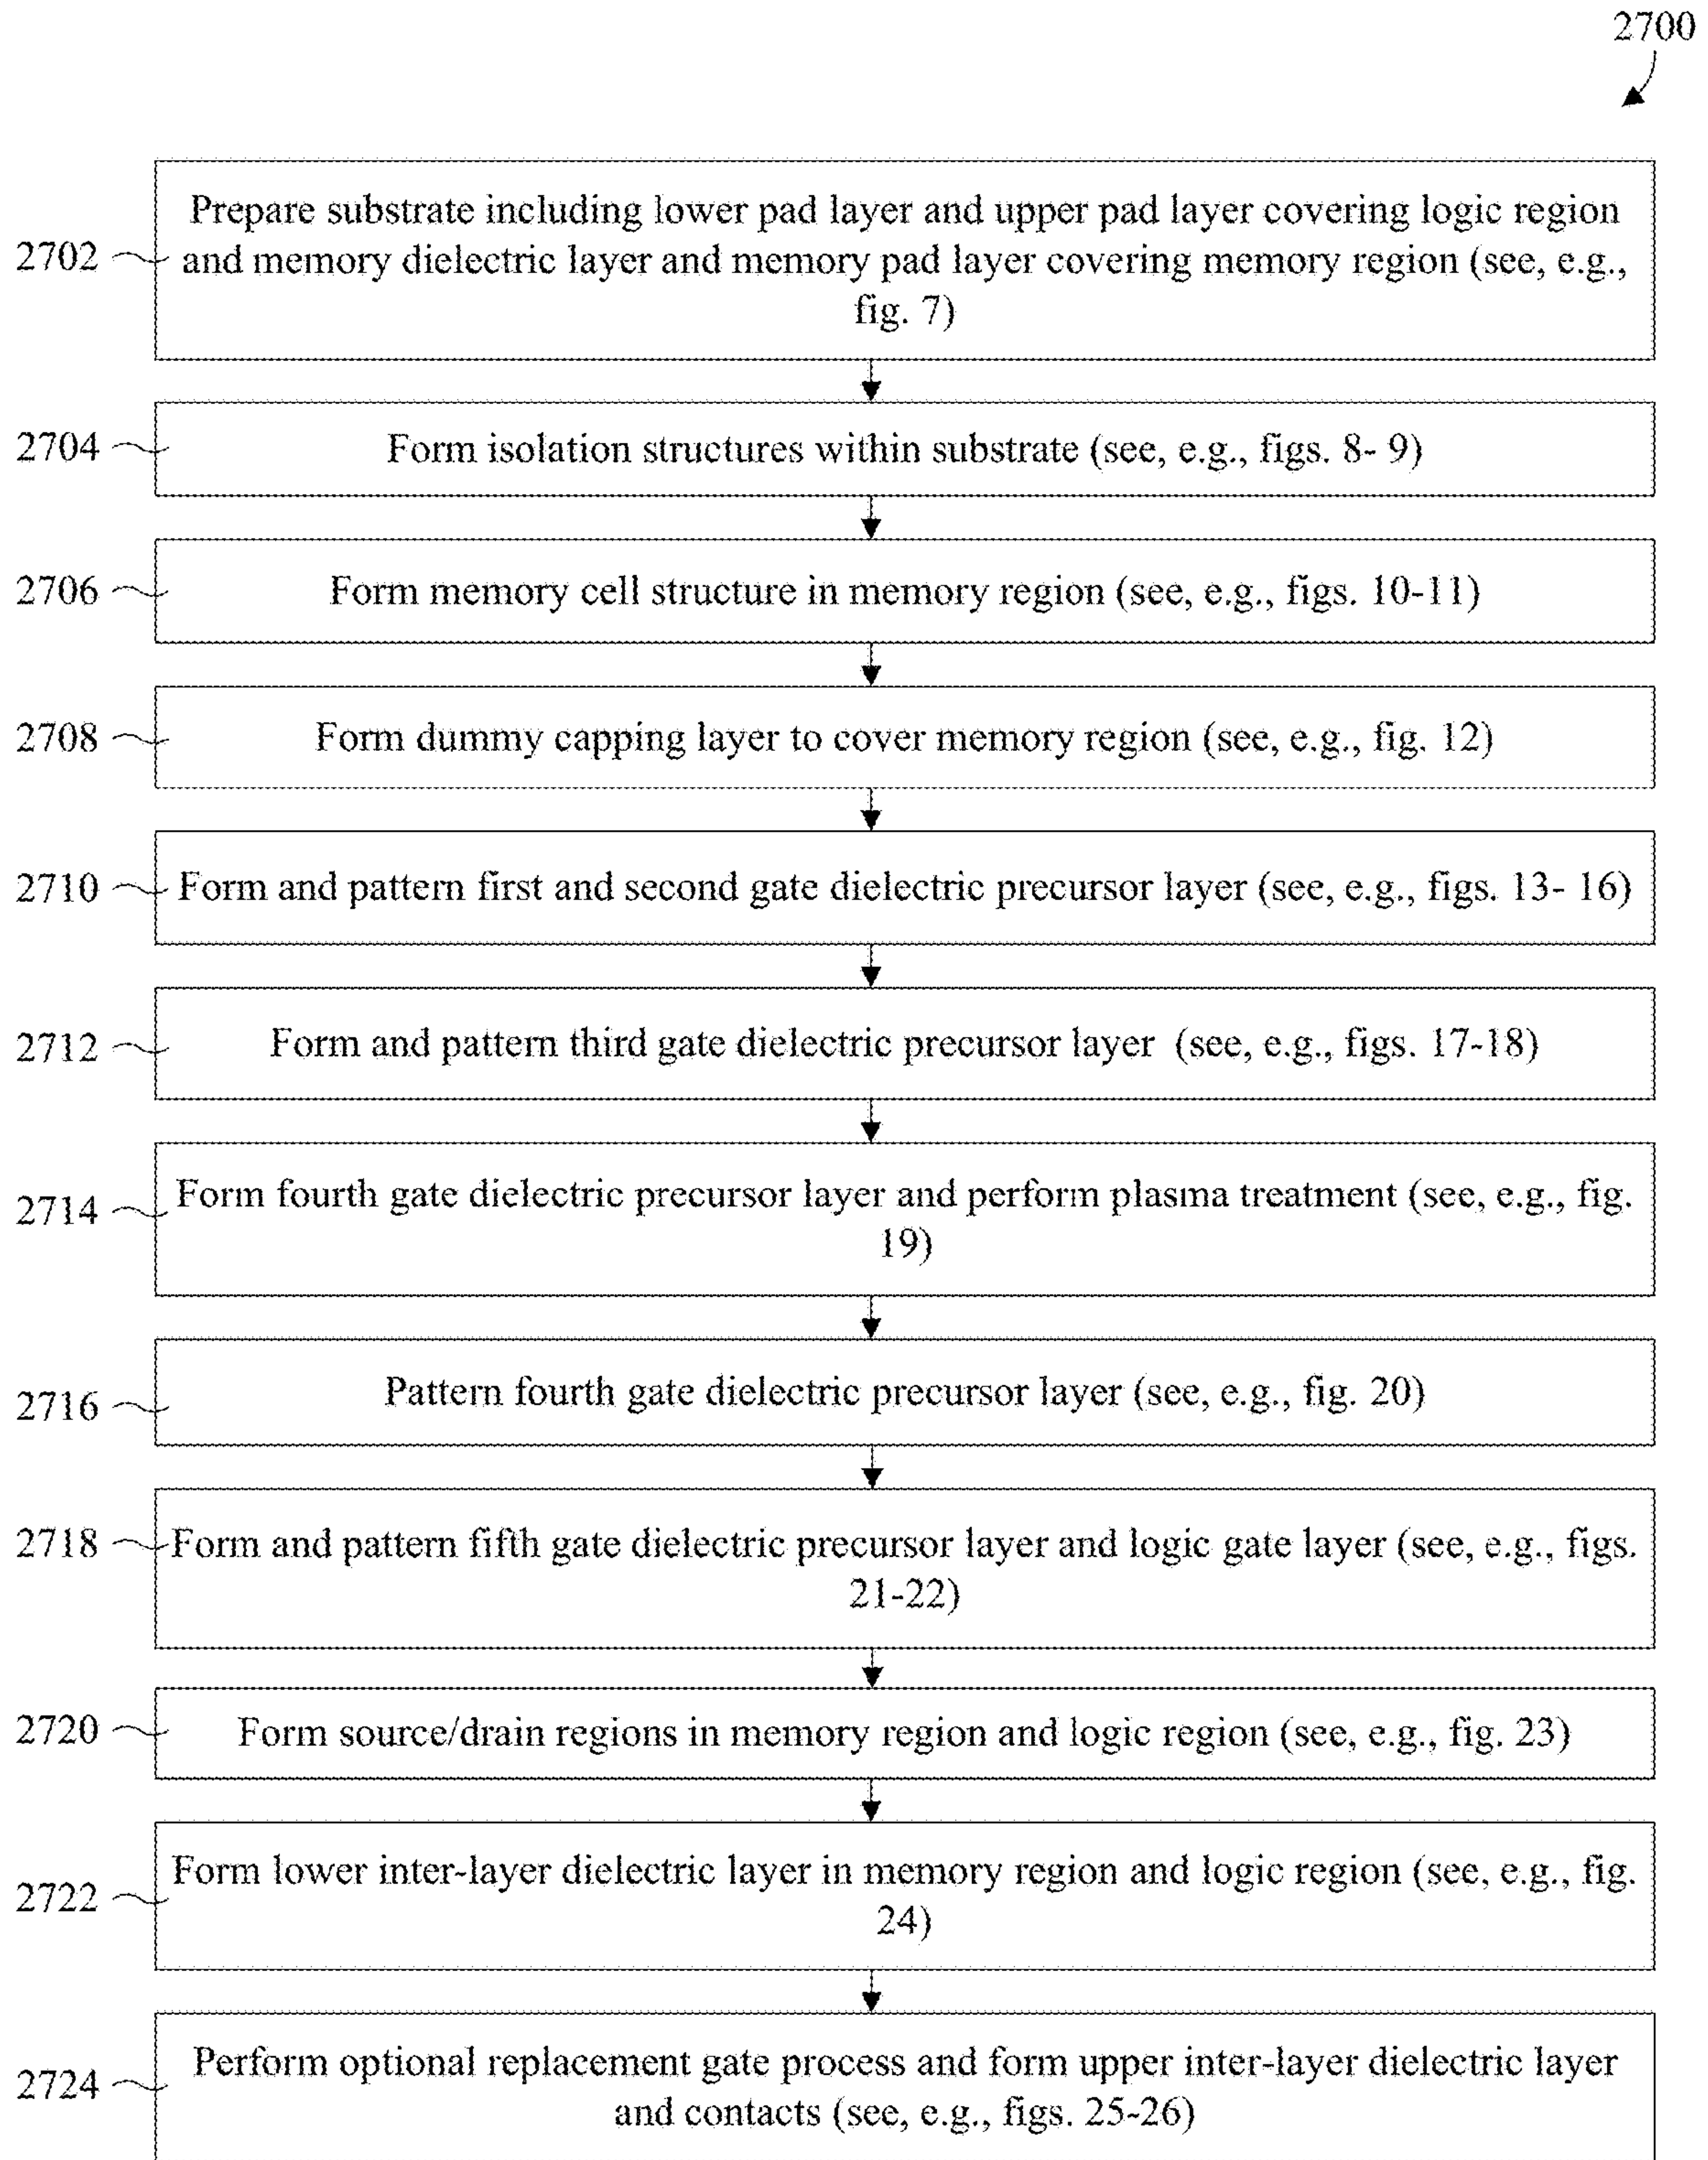 2700
Prepare substrate including lower pad layer and upper pad layer covering logic region
2702
and memory dielectric layer and memory pad layer covering memory region (see, e.g.,
fig. 7)
2704
Form isolation structures within substrate (see, e.g., figs. 8- 9)
2706
Form memory cell structure in memory region (see, e.g., figs. 10-11)
2708
Form dummy capping layer to cover memory region (see, e.g., fig. 12)
2710
Form and pattern first and second gate dielectric precursor layer (see, e.g., figs. 13- 16)
2712
Form and pattern third gate dielectric precursor layer (see, e.g., figs. 17-18)
2714
Form fourth gate dielectric precursor layer and perform plasma treatment (see, e.g., fig.
19)
2716
Pattern fourth gate dielectric precursor layer (see, e.g., fig. 20)
2718
Form and pattern fifth gate dielectric precursor layer and logic gate layer (see, e.g., figs.
21-22)
2720
Form source/drain regions in memory region and logic region (see, e.g., fig. 23)
2722
Form lower inter-layer dielectric layer in memory region and logic region (see, e.g., fig.
24)
2724
Perform optional replacement gate process and form upper inter-layer dielectric layer
and contacts (see, e.g., figs. 25-26)